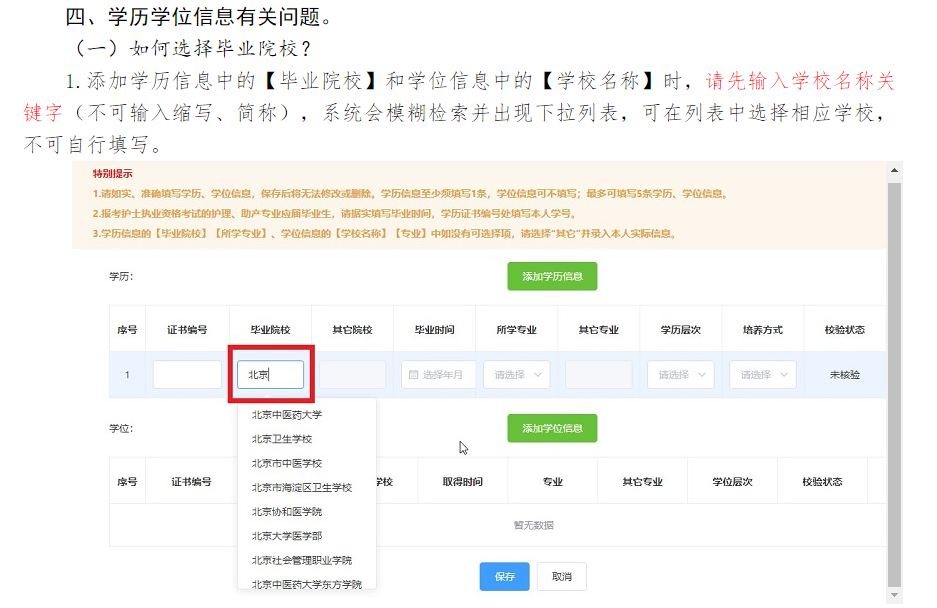 四、学历学位信息有关问题。
（一）如何选择毕业院校？
1.添加学历信息中的【毕业院校】和学位信息中的【学校名称】时，请先输入学校名称关
键字（不可输入缩写、简称），系统会模糊检索并出现下拉列表，可在列表中选择相应学校，
不可自行填写。
特别提示
1.请如实、准确填写学历、学位信息，保存后将无法修改或删除。学历信息至少须填写1条，学位信息可不填写；最多可填写5条学历、学位信息。
2.报考护士执业资格考试的护理、助产专业应届毕业生，请据实填写毕业时间，学历证书编号处填写本人学号。
3.学历信息的【毕业院校】【所学专业】、学位信息的【学校名称】【专业】中如没有可选择项，请选择"其它"并录入本人实际信息。
学历：
添加学历信息
序号 证书编号 毕业院校 其它院校 毕业时间 所学专业 其它专业 学历层次 培养方式 校验状态
1 北京 选择年月 请选择 请选择 请选择 未核验
北京中医药大学
北京卫生学校
北京市中医学校
北京市海淀区卫生学校
北京协和医学院
北京大学医学部
北京社会管理职业学院
北京中医药大学东方学院
学位：
添加学位信息
序号 证书编号 学校 取得时间 专业 其它专业 学位层次 校验状态
暂无数据
保存 取消